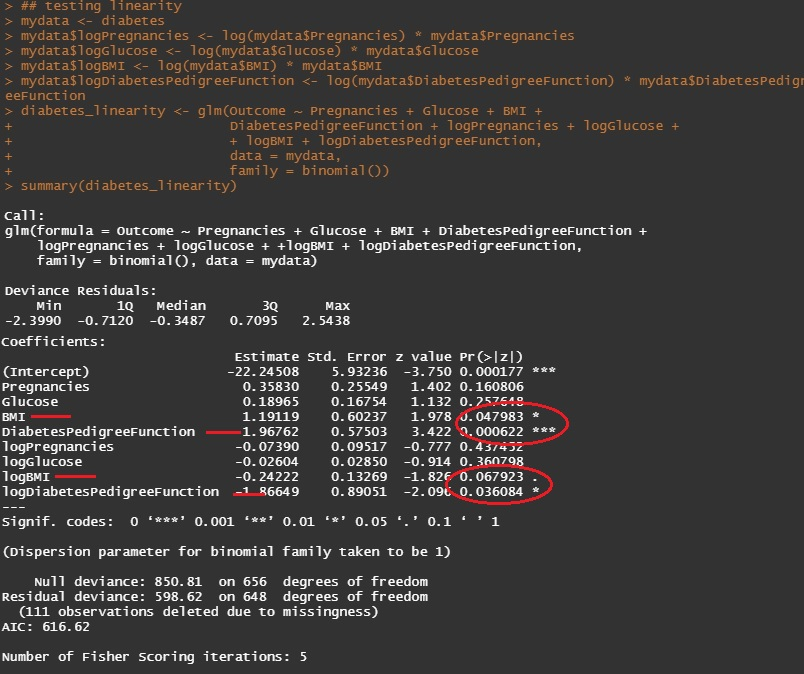 > ## testing linearity
> mydata <- diabetes
> mydata$logPregnancies <- log(mydata$Pregnancies) * mydata$Pregnancies
> mydata$logGlucose <- log(mydata$Glucose) * mydata$Glucose
> mydata$logBMI <- log(mydata$BMI) * mydata$BMI
> mydata$logDiabetesPedigreeFunction <- log(mydata$DiabetesPedigreeFunction) * mydata$DiabetesPedigr
eeFunction
> diabetes_linearity <- glm(Outcome ~ Pregnancies + Glucose + BMI +
+                           DiabetesPedigreeFunction + logPregnancies + logGlucose +
+                           + logBMI + logDiabetesPedigreeFunction,
+                           data = mydata,
+                           family = binomial())
> summary(diabetes_linearity)
Call:
glm(formula = Outcome ~ Pregnancies + Glucose + BMI + DiabetesPedigreeFunction +
    logPregnancies + logGlucose + +logBMI + logDiabetesPedigreeFunction,
    family = binomial(), data = mydata)
Deviance Residuals:
    Min      1Q  Median      3Q     Max
-2.3990 -0.7120 -0.3487  0.7095  2.5438
Coefficients:
                             Estimate Std. Error z value Pr(>|z|)
(Intercept)                 -22.24508    5.93236  -3.750 0.000177 ***
Pregnancies                   0.35830    0.25549   1.402 0.160806
Glucose                       0.18965    0.16754   1.132 0.257648
BMI                           1.19119    0.60237   1.978 0.047983 *
DiabetesPedigreeFunction      1.96762    0.57503   3.422 0.000622 ***
logPregnancies               -0.07390    0.09517  -0.777 0.437452
logGlucose                   -0.02604    0.02850  -0.914 0.360798
logBMI                       -0.24222    0.13269  -1.826 0.067923 .
logDiabetesPedigreeFunction  -1.86649    0.89051  -2.096 0.036084 *
---
Signif. codes:  0 ‘***’ 0.001 ‘**’ 0.01 ‘*’ 0.05 ‘.’ 0.1 ‘ ’ 1
(Dispersion parameter for binomial family taken to be 1)
    Null deviance: 850.81  on 656  degrees of freedom
Residual deviance: 598.62  on 648  degrees of freedom
  (111 observations deleted due to missingness)
AIC: 616.62
Number of Fisher Scoring iterations: 5